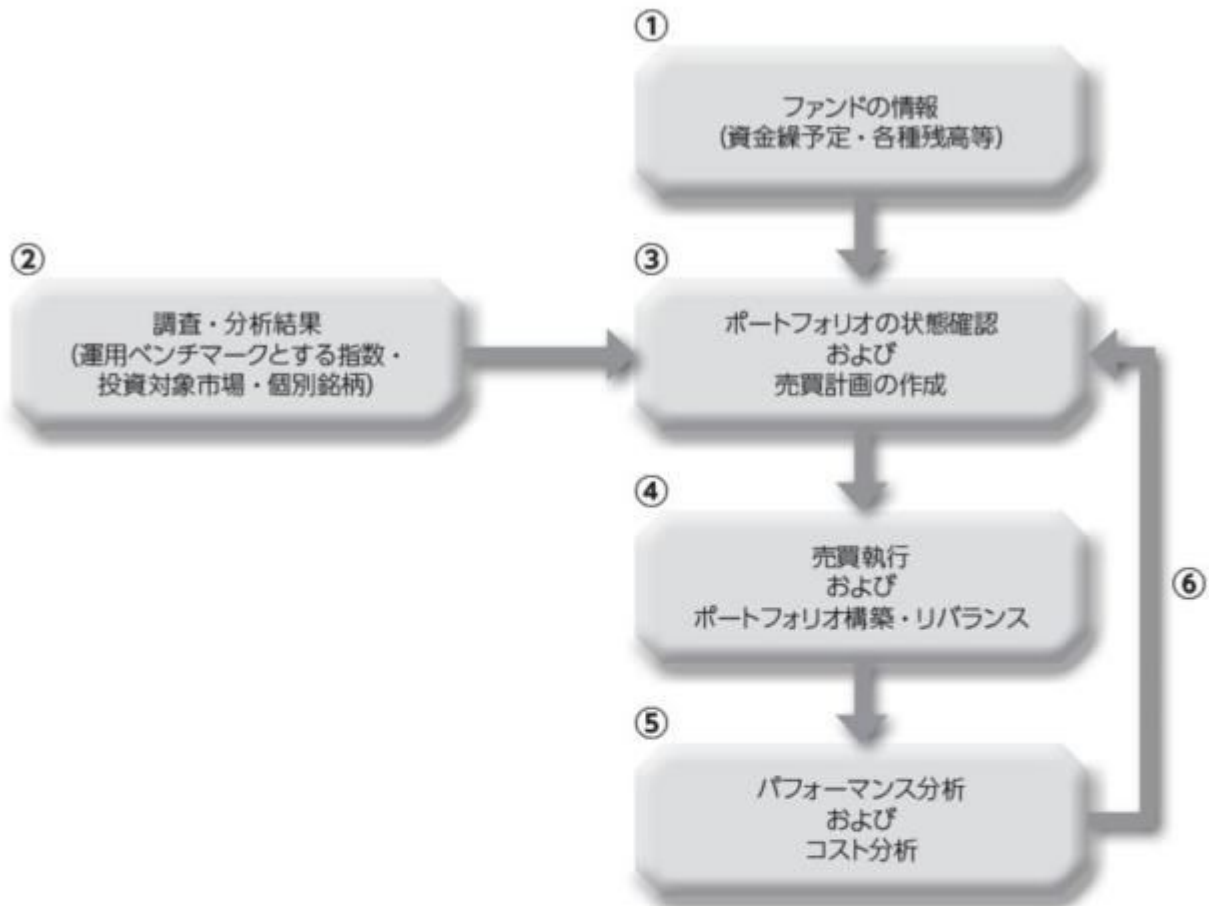 ①
ファンドの情報
(資金繰予定・各種残高等)
②
調査・分析結果
(運用ベンチマークとする指数・
投資対象市場・個別銘柄)
③
ポートフォリオの状態確認
および
売買計画の作成
④
売買執行
および
ポートフォリオ構築・リバランス
⑤
パフォーマンス分析
および
コスト分析
⑥